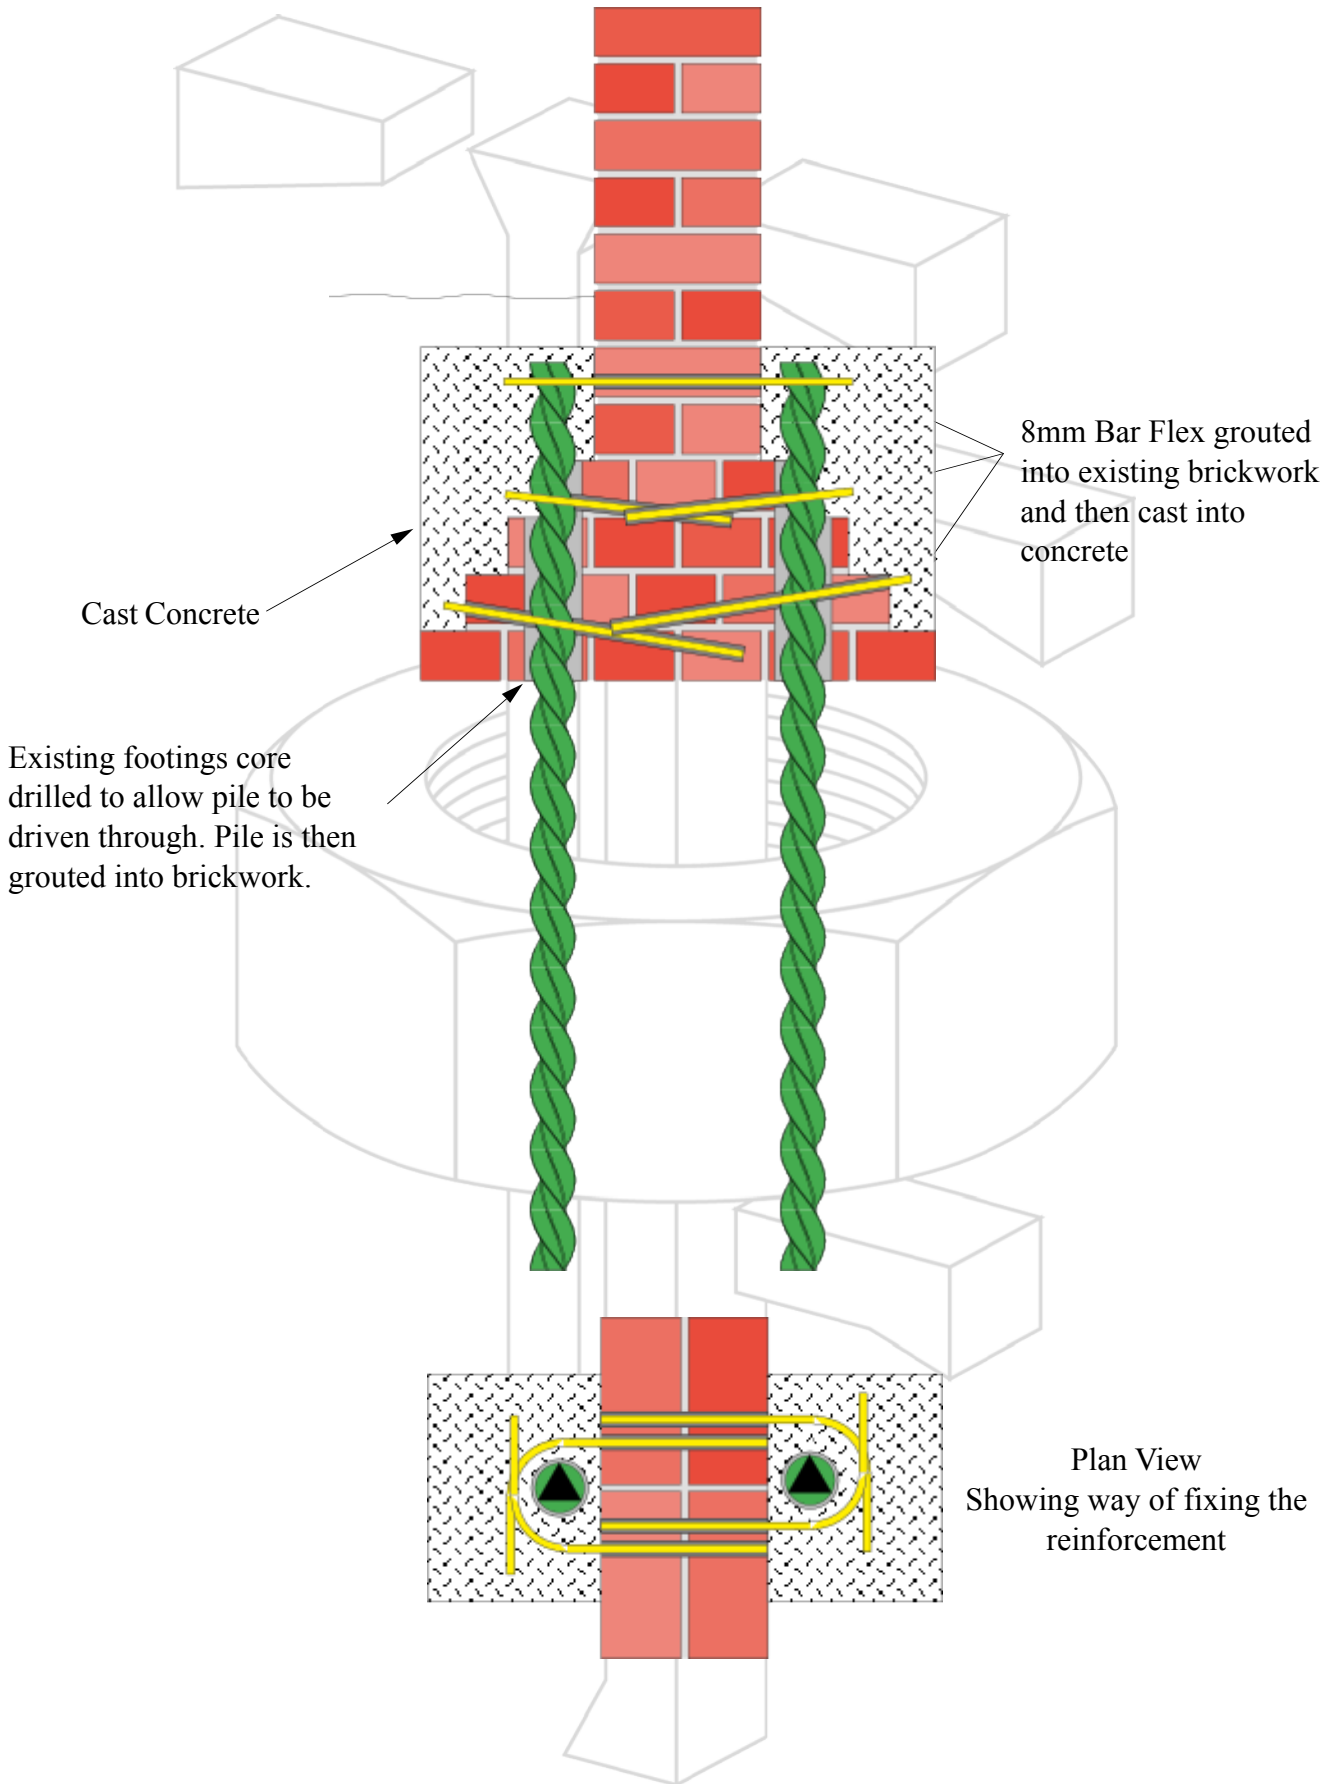 8mm Bar Flex grouted
into existing brickwork
and then cast into
concrete
Cast Concrete
Existing footings core
drilled to allow pile to be
driven through. Pile is then
grouted into brickwork.
Plan View
Showing way of fixing the
reinforcement